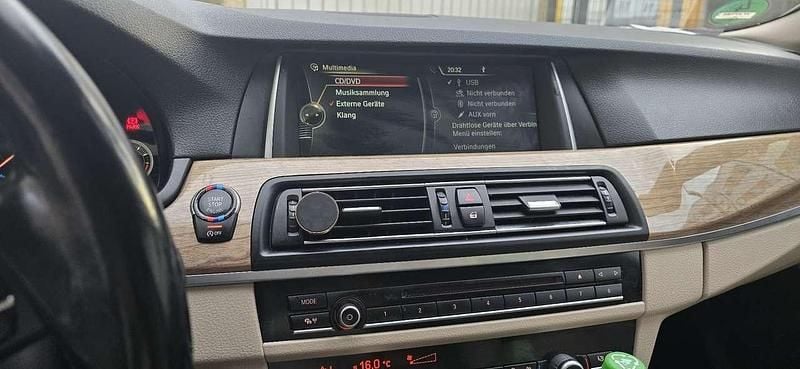 Multimedia
20:32
CD/DVD
USB
Musiksammlung
Nicht verbunden
Externe Geräte
Nicht verbunden
Klang
AUX vorn
Drahtlose Geräte über Verbin
Menü einstellen:
Verbindungen
START
STOP
OFF
MODE
1 2 3 4 5 6 7 8
16.0°C